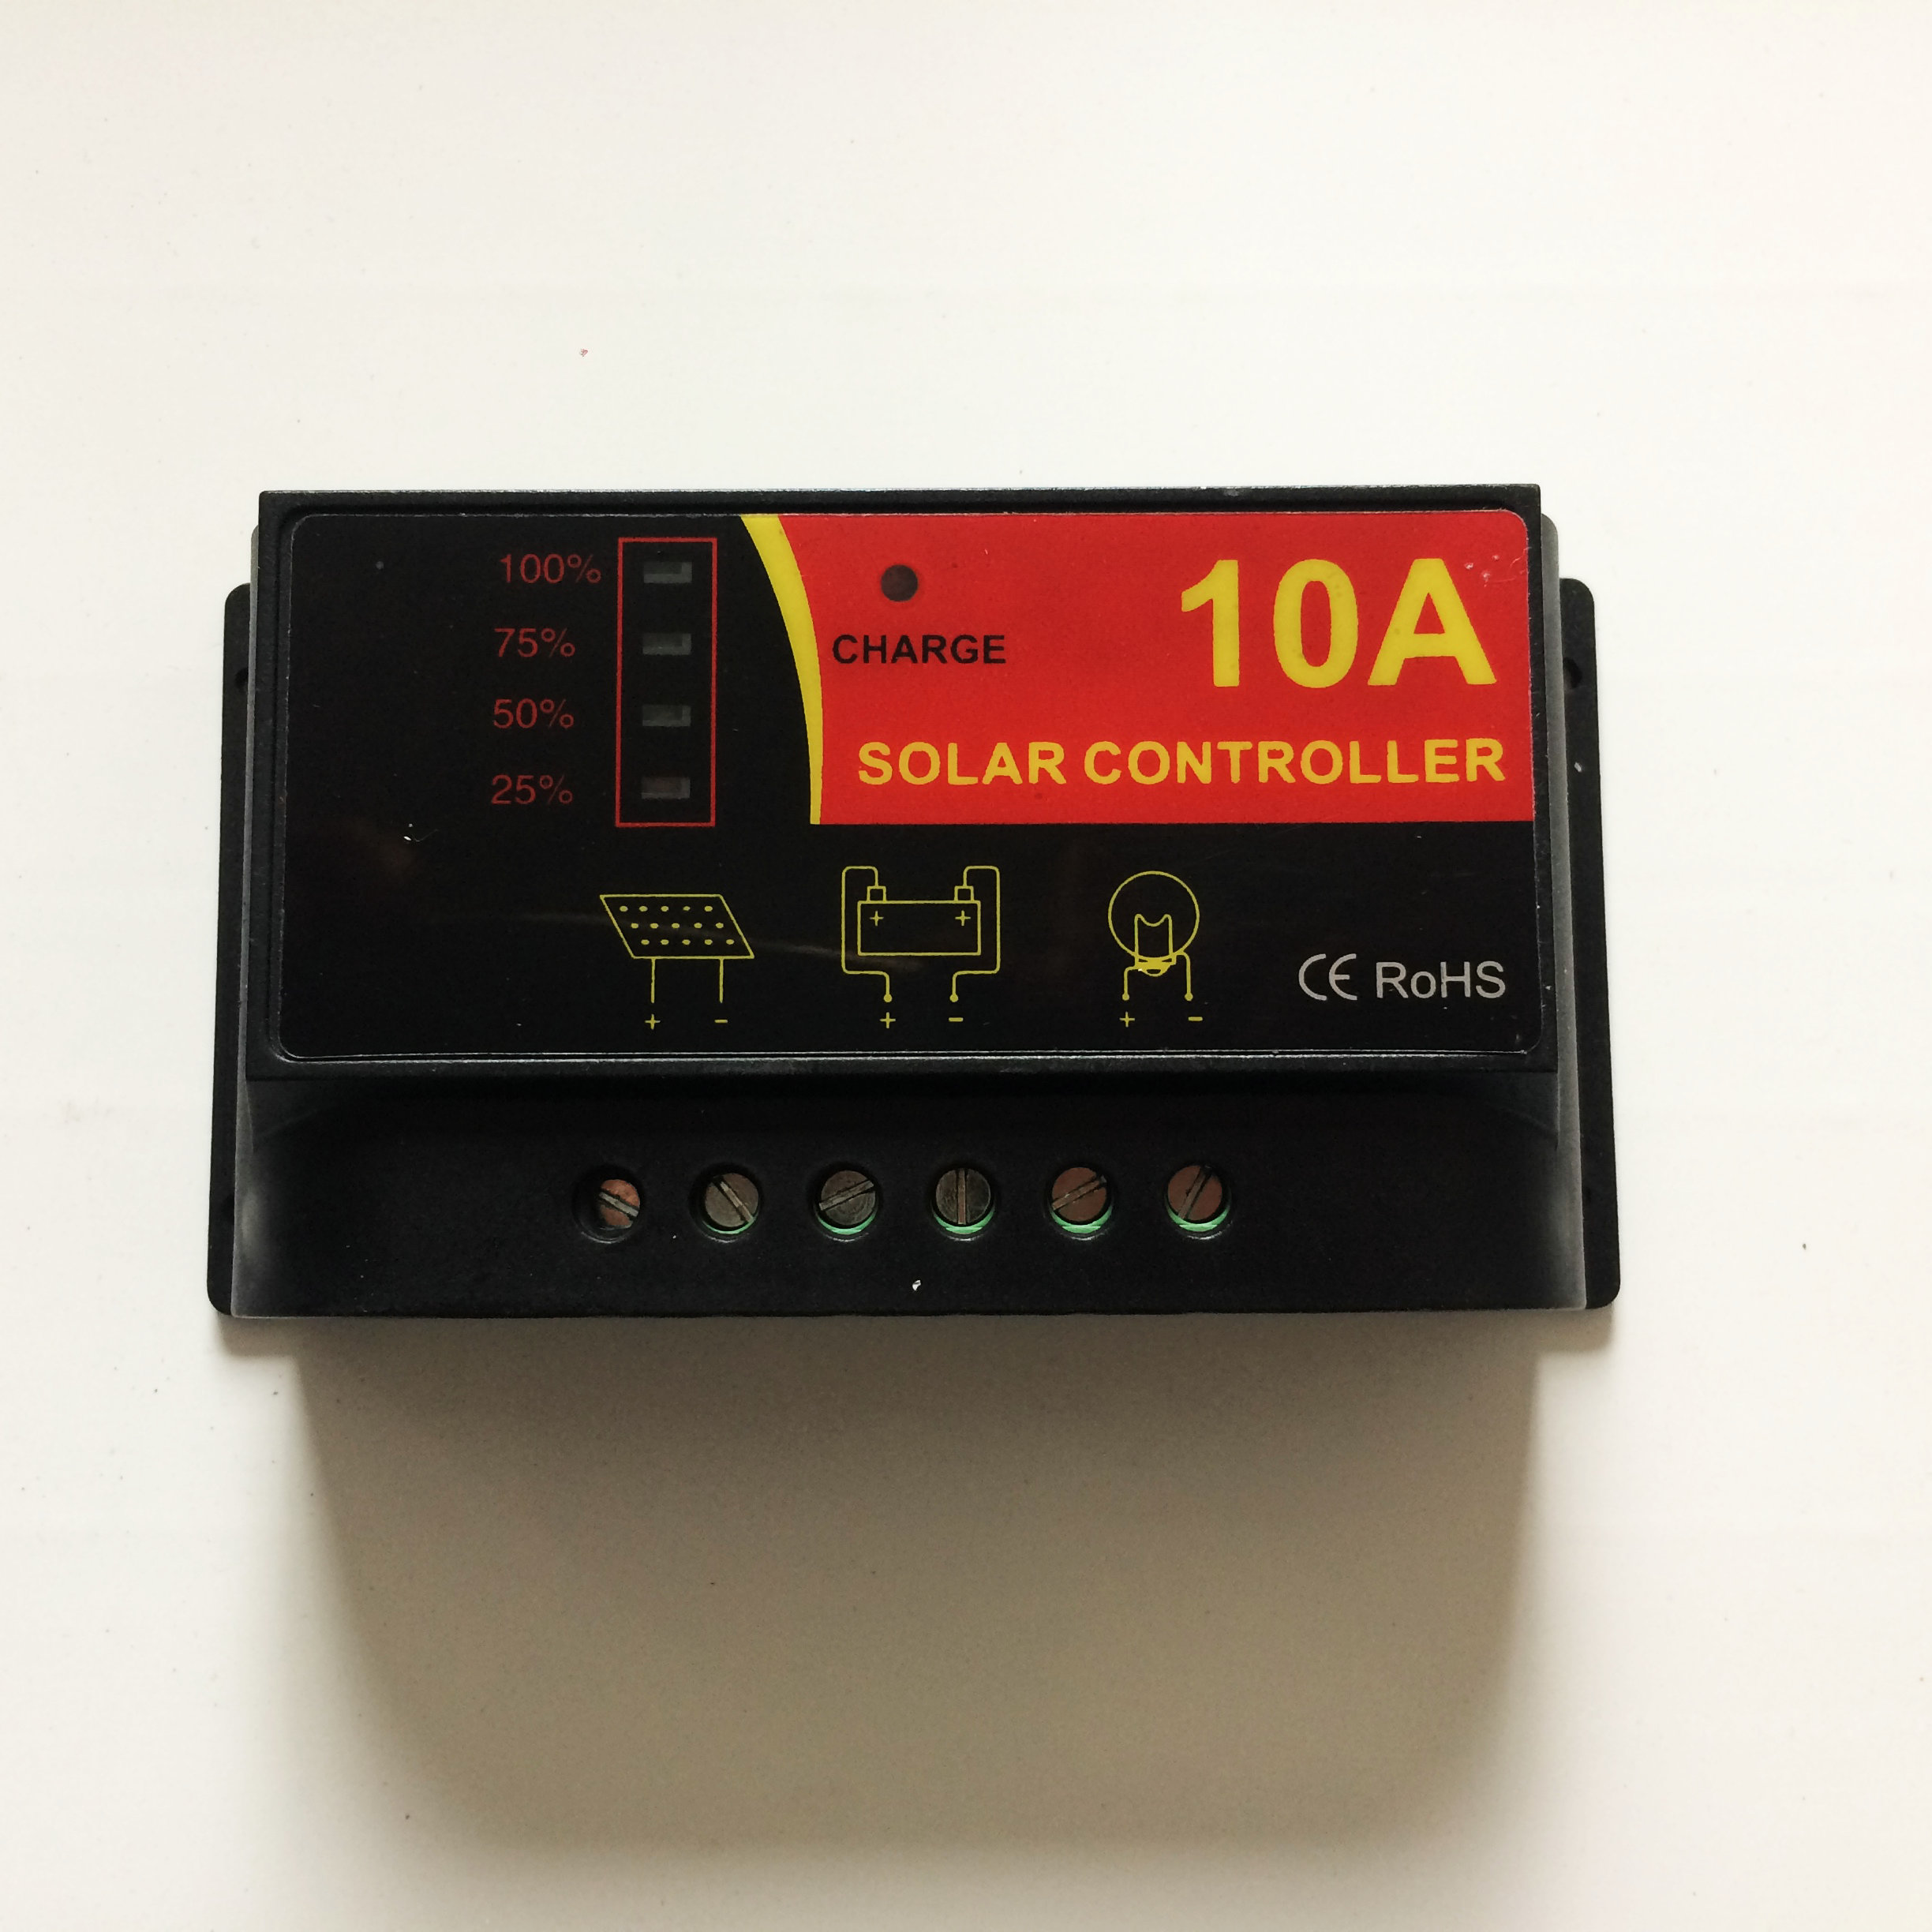 100%
75%
50%
25%
CHARGE
10A
SOLAR CONTROLLER
+ +
+ - + - + -
CE RoHS